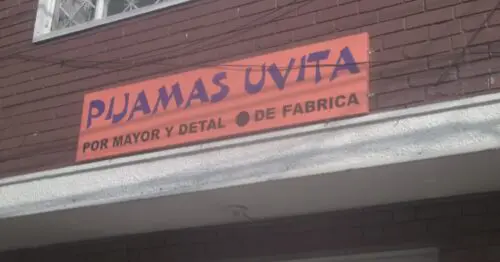 PIJAMAS UVITA
POR MAYOR Y DETAL ● DE FABRICA